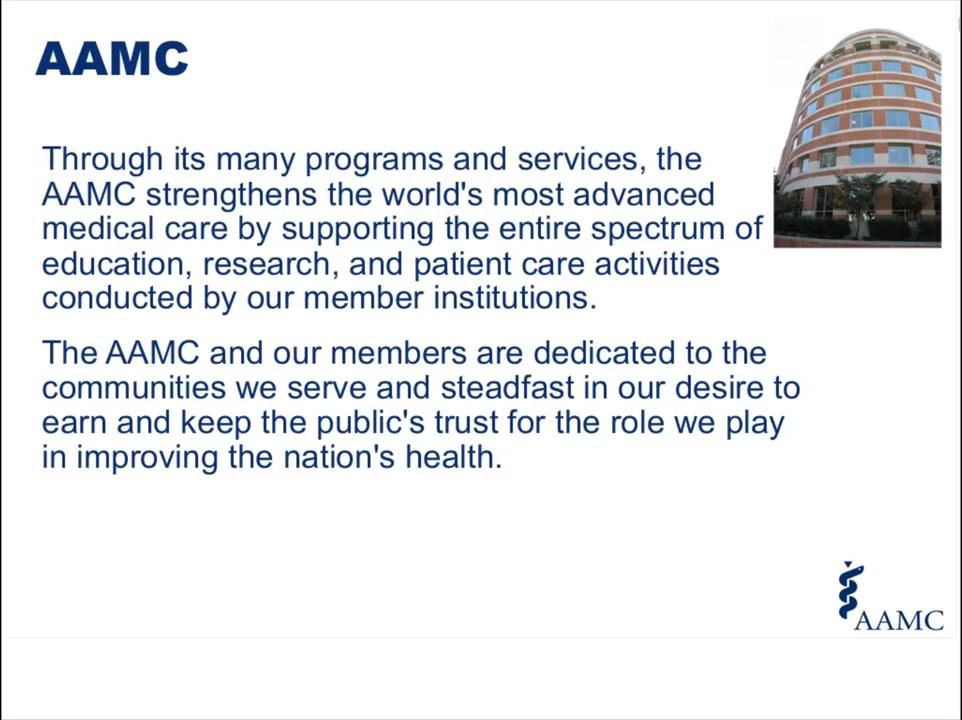 AAMC
Through its many programs and services, the
AAMC strengthens the world's most advanced
medical care by supporting the entire spectrum of
education, research, and patient care activities
conducted by our member institutions.
The AAMC and our members are dedicated to the
communities we serve and steadfast in our desire to
earn and keep the public's trust for the role we play
in improving the nation's health.
AAMC